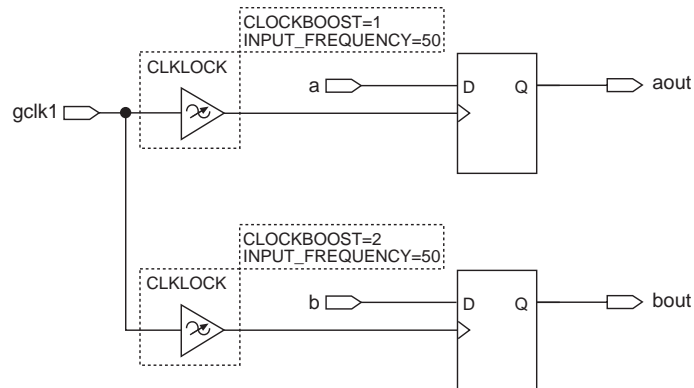 CLOCKBOOST=1
INPUT_FREQUENCY=50
CLKLOCK
a
D Q
aout
gclk1
CLOCKBOOST=2
INPUT_FREQUENCY=50
CLKLOCK
b
D Q
bout